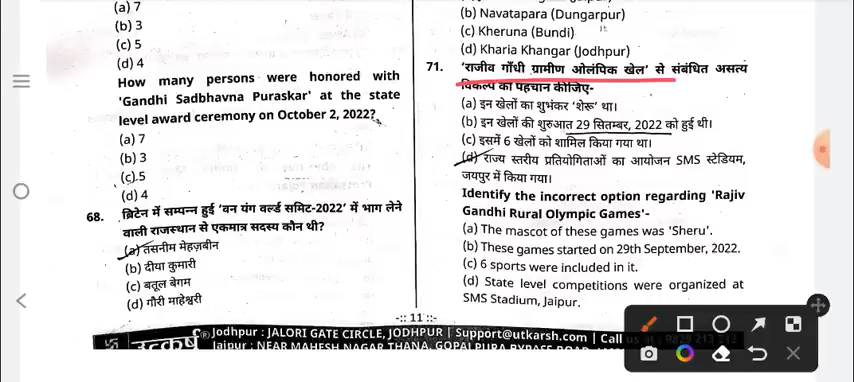 (a) 7
(b) 3
(c) 5
(d) 4
How many persons were honored with
'Gandhi Sadbhavna Puraskar' at the state
level award ceremony on October 2, 2022?
(a) 7
(b) 3
(c) 5
(d) 4
68. ब्रिटेन में सम्पन्न हुई 'वन यंग वर्ल्ड समिट-2022' में भाग लेने
वाली राजस्थान से एकमात्र सदस्य कौन थी?
(a) तसनीम मेहज़बीन
(b) दीया कुमारी
(c) बतूल बेगम
(d) गौरी माहेश्वरी
(b) Navatapara (Dungarpur)
(c) Kheruna (Bundi)
(d) Kharia Khangar (Jodhpur)
71. 'राजीव गाँधी ग्रामीण ओलंपिक खेल' से संबंधित असत्य
विकल्प की पहचान कीजिए-
(a) इन खेलों का शुभंकर 'शेरू' था।
(b) इन खेलों की शुरुआत 29 सितम्बर, 2022 को हुई थी।
(c) इसमें 6 खेलों को शामिल किया गया था।
(d) राज्य स्तरीय प्रतियोगिताओं का आयोजन SMS स्टेडियम,
जयपुर में किया गया।
Identify the incorrect option regarding 'Rajiv
Gandhi Rural Olympic Games'-
(a) The mascot of these games was 'Sheru'.
(b) These games started on 29th September, 2022.
(c) 6 sports were included in it.
(d) State level competitions were organized at
SMS Stadium, Jaipur.
-:: 11 ::-
उत्कर्ष
Jodhpur : JALORI GATE CIRCLE, JODHPUR | Support@utkarsh.com | Call
Jaipur : NEAR MAHESH NAGAR THANA, GOPALPURA BYPASS ROAD,